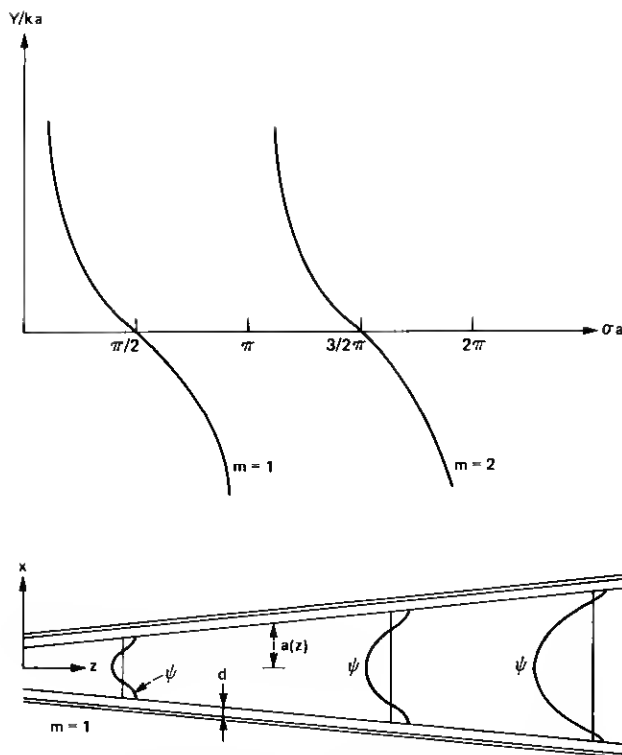 Y/ka
π/2
π
3/2π
2π
σa
m = 1
m = 2
x
z
ψ
a(z)
ψ
d
ψ
m = 1